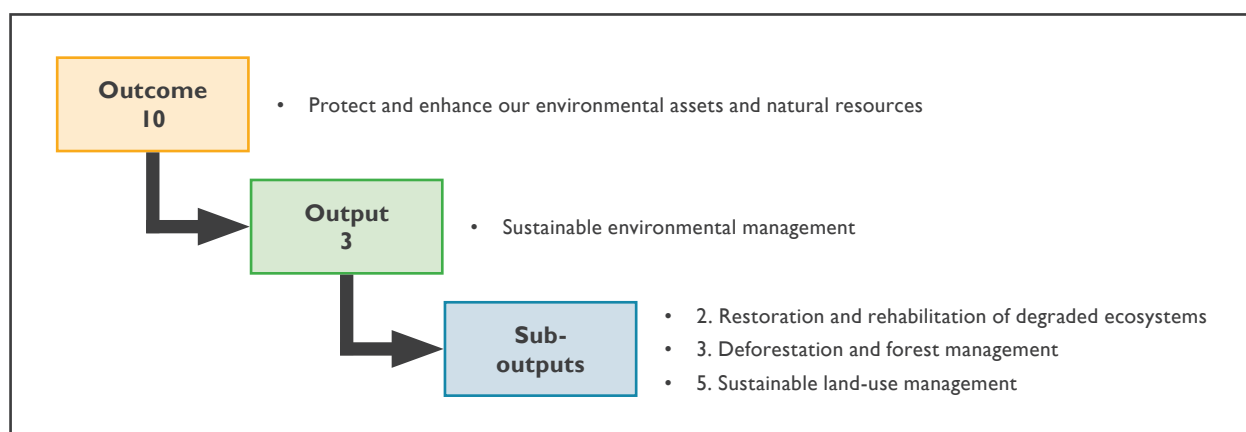 Outcome
10
• Protect and enhance our environmental assets and natural resources
Output
3
• Sustainable environmental management
Sub-
outputs
• 2. Restoration and rehabilitation of degraded ecosystems
• 3. Deforestation and forest management
• 5. Sustainable land-use management